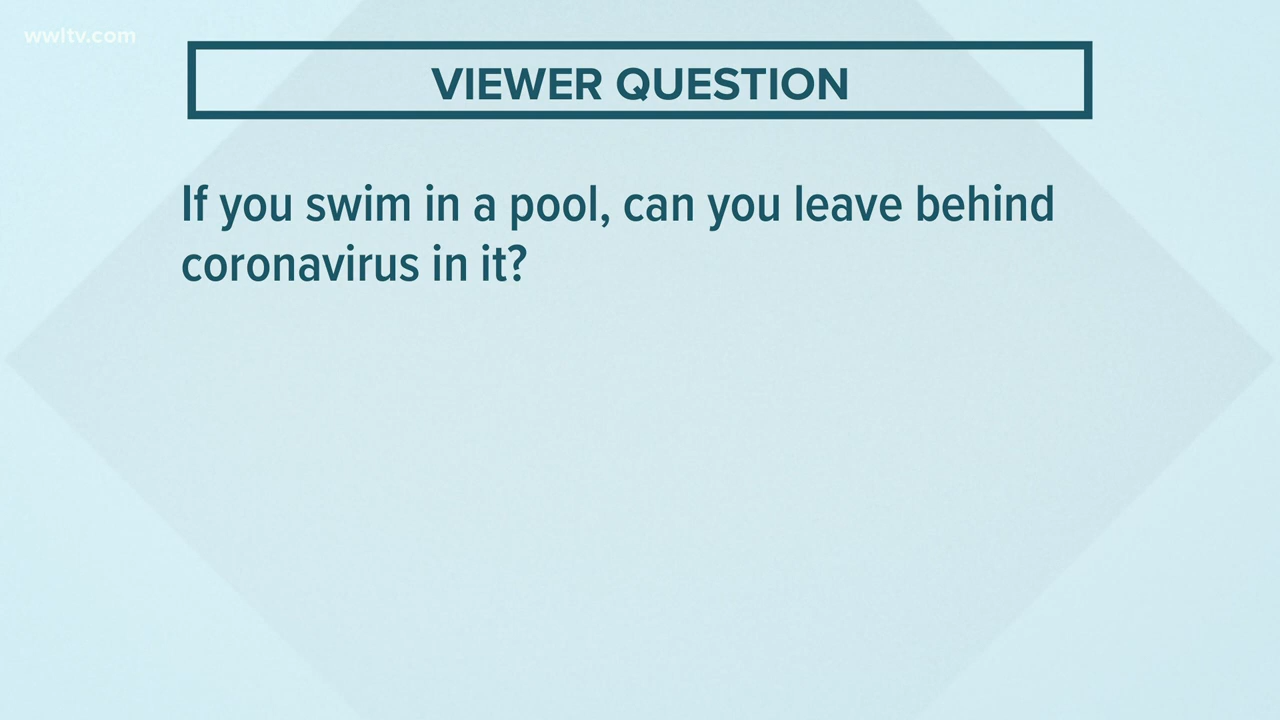 wwltv.com
VIEWER QUESTION
If you swim in a pool, can you leave behind
coronavirus in it?